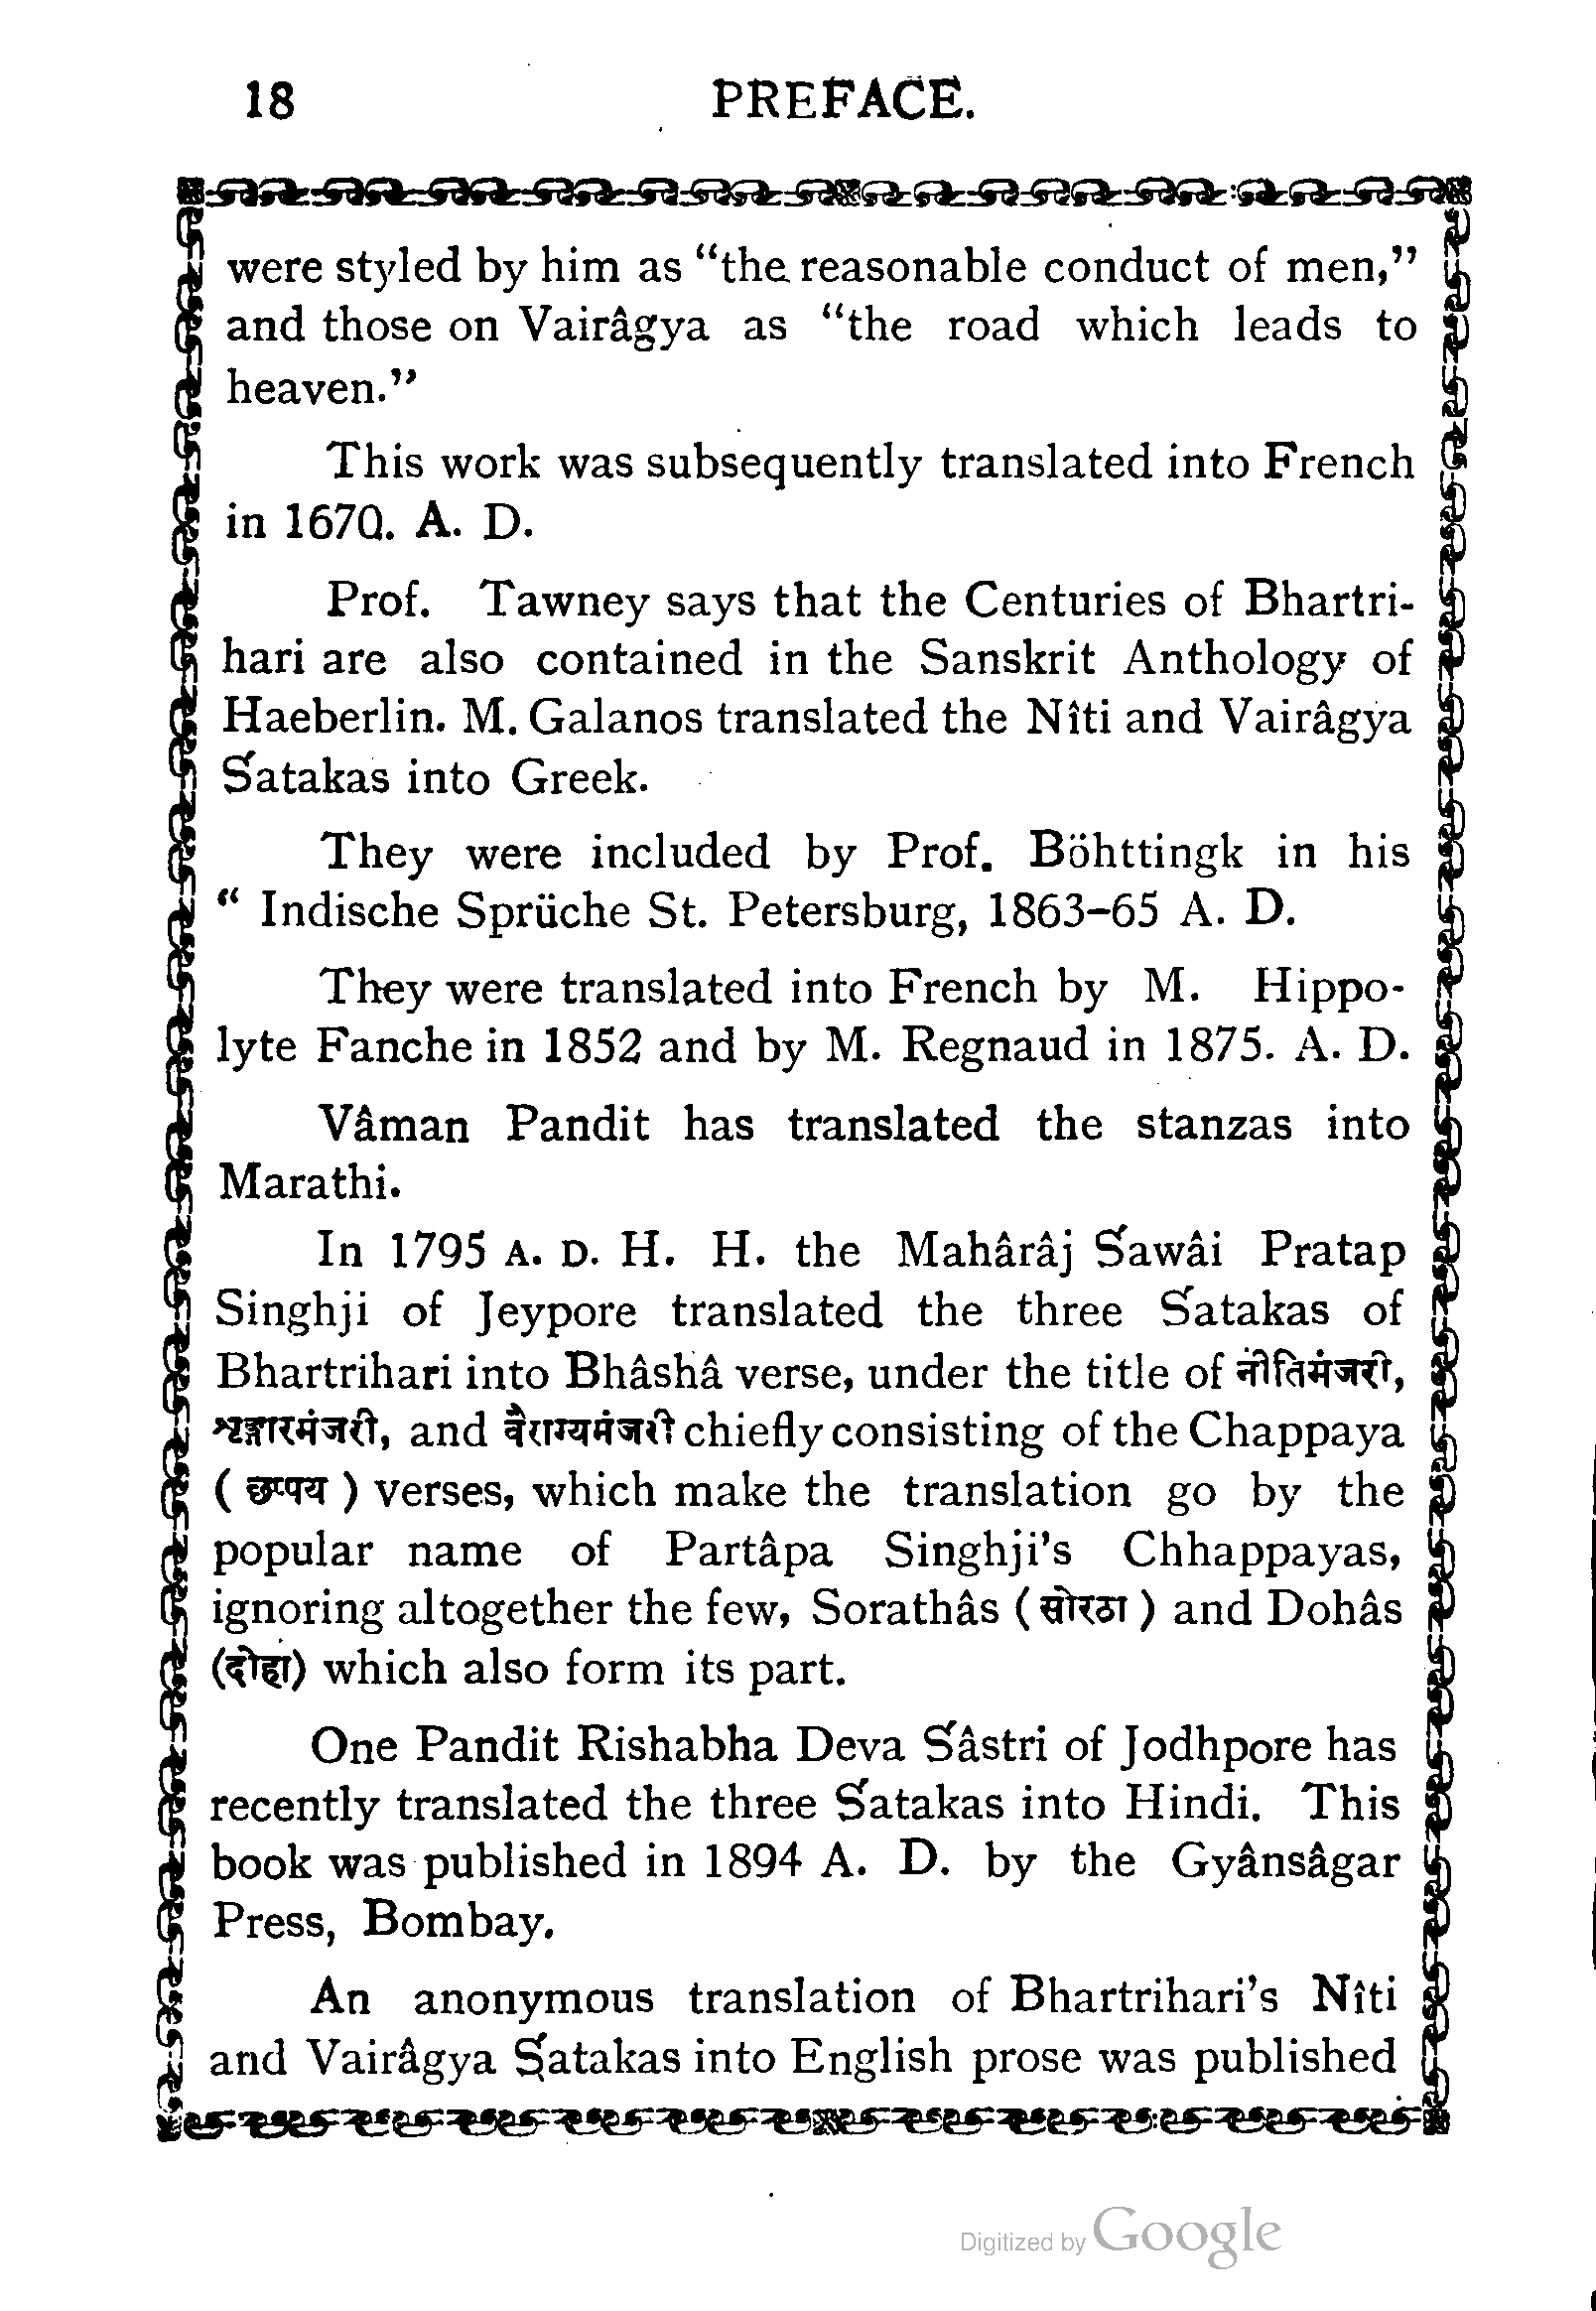 18 PREFACE.
were styled by him as “the reasonable conduct of men,”
and those on Vairâgya as “the road which leads to
heaven.”
This work was subsequently translated into French
in 1670. A. D.
Prof. Tawney says that the Centuries of Bhartri-
hari are also contained in the Sanskrit Anthology of
Haeberlin. M. Galanos translated the Nîti and Vairâgya
Śatakas into Greek.
They were included by Prof. Böhttingk in his
“ Indische Sprüche St. Petersburg, 1863–65 A. D.
They were translated into French by M. Hippo-
lyte Fanche in 1852 and by M. Regnaud in 1875. A. D.
Vâman Pandit has translated the stanzas into
Marathi.
In 1795 A. D. H. H. the Mahârâj Śawâi Pratap
Singhji of Jeypore translated the three Śatakas of
Bhartrihari into Bhâshâ verse, under the title of नीतिमंजरी,
शृङ्गारमंजरी, and वैराग्यमंजरी chiefly consisting of the Chappaya
( छप्पय ) verses, which make the translation go by the
popular name of Partâpa Singhji’s Chhappayas,
ignoring altogether the few, Sorathâs ( सोरठा ) and Dohâs
(दोहा) which also form its part.
One Pandit Rishabha Deva Śâstri of Jodhpore has
recently translated the three Śatakas into Hindi. This
book was published in 1894 A. D. by the Gyânsâgar
Press, Bombay.
An anonymous translation of Bhartrihari’s Nîti
and Vairâgya Śatakas into English prose was published
Digitized by Google